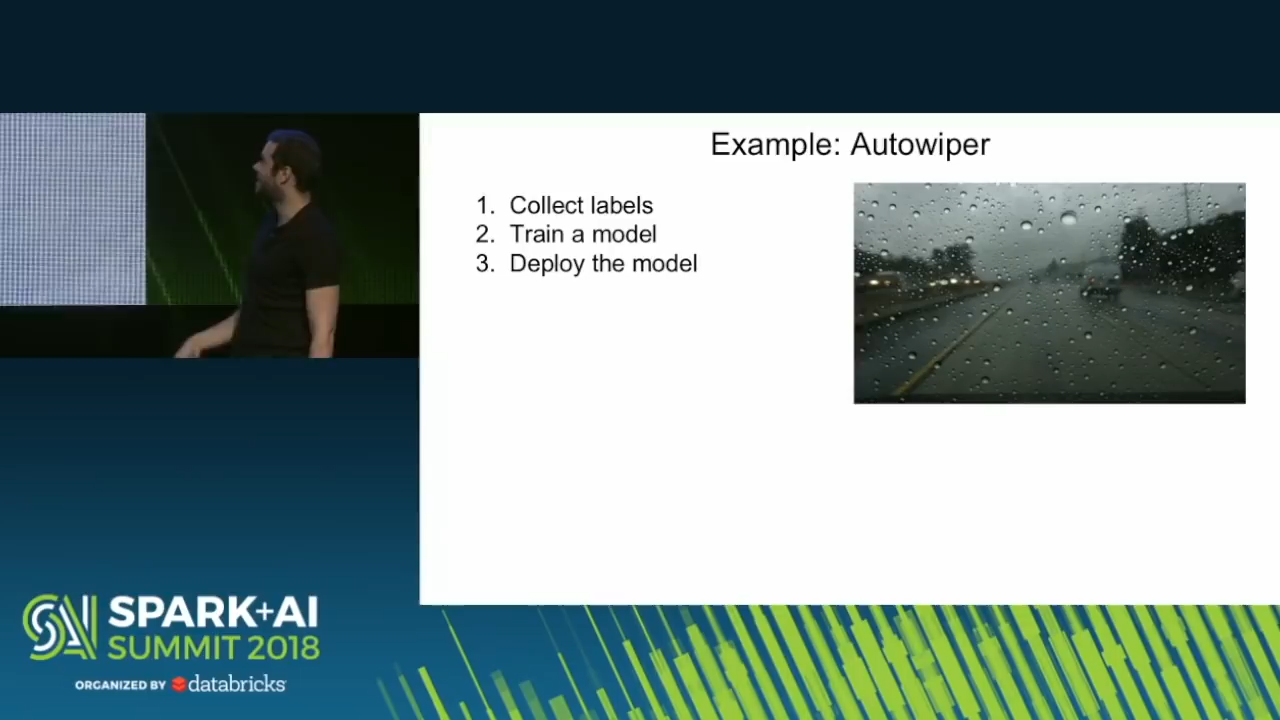 Example: Autowiper
1. Collect labels
2. Train a model
3. Deploy the model
SPARK+AI
SUMMIT 2018
ORGANIZED BY databricks